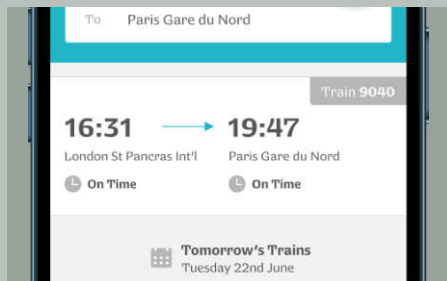 To Paris Gare du Nord
Train 9040
16:31 19:47
London St Pancras Int'l Paris Gare du Nord
On Time On Time
Tomorrow's Trains
Tuesday 22nd June